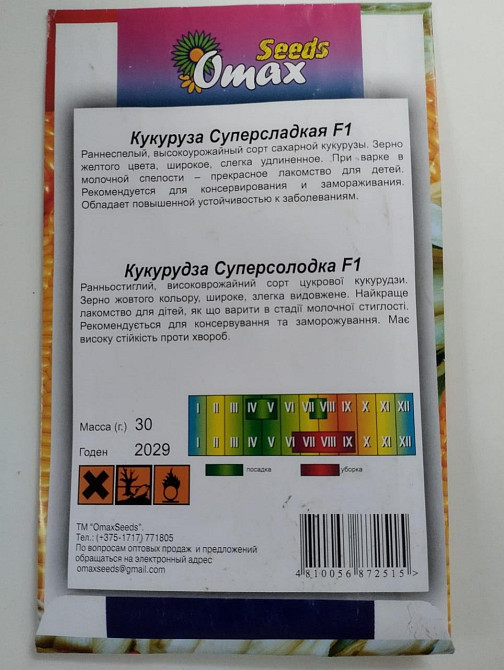 Seeds
Omax
Кукуруза Суперсладкая F1
Раннеспелый, высокоурожайный сорт сахарной кукурузы. Зерно
желтого цвета, широкое, слегка удлиненное. При варке в
молочной спелости – прекрасное лакомство для детей.
Рекомендуется для консервирования и замораживания.
Обладает повышенной устойчивостью к заболеваниям.
Кукурудза Суперсолодка F1
Ранньостиглий, високоврожайний сорт цукрової кукурудзи.
Зерно жовтого кольору, широке, злегка видовжене. Найкраще
лакомство для дітей, як що варити в стадії молочної стиглості.
Рекомендується для консервування та заморожування. Має
високу стійкість проти хвороб.
I II III IV V VI VII VIII IX X XI XII
Масса (г.) 30
I II III IV V VI VII VIII IX X XI XII
Годен 2029
посадка уборка
ТМ "OmaxSeeds".
Тел.: (+375-1717) 771805
По вопросам оптовых продаж и предложений
обращаться на электронный адрес
omaxseeds@gmail.com
4 810056 872515 >